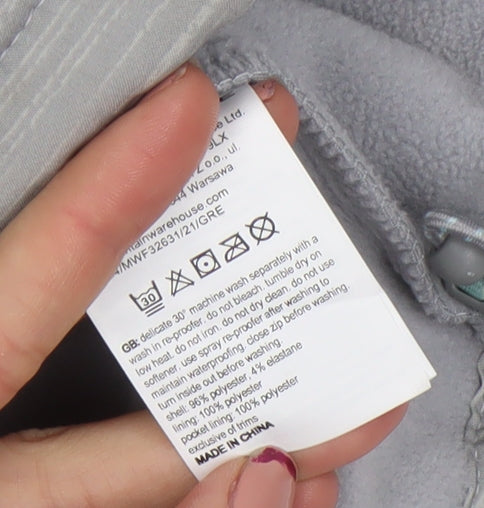 Ltd.
LX
z o.o., ul.
Warsawa
tainwarehouse.com
/MWF32631/21/GRE
30
GB: delicate 30° machine wash separately with a
wash in re-proofer. do not bleach. tumble dry on
low heat. do not iron. do not dry clean. do not use
softener. use spray re-proofer after washing to
maintain waterproofing. close zip before washing.
turn inside out before washing.
shell: 96% polyester, 4% elastane
lining: 100% polyester
pocket lining: 100% polyester
exclusive of trims
MADE IN CHINA